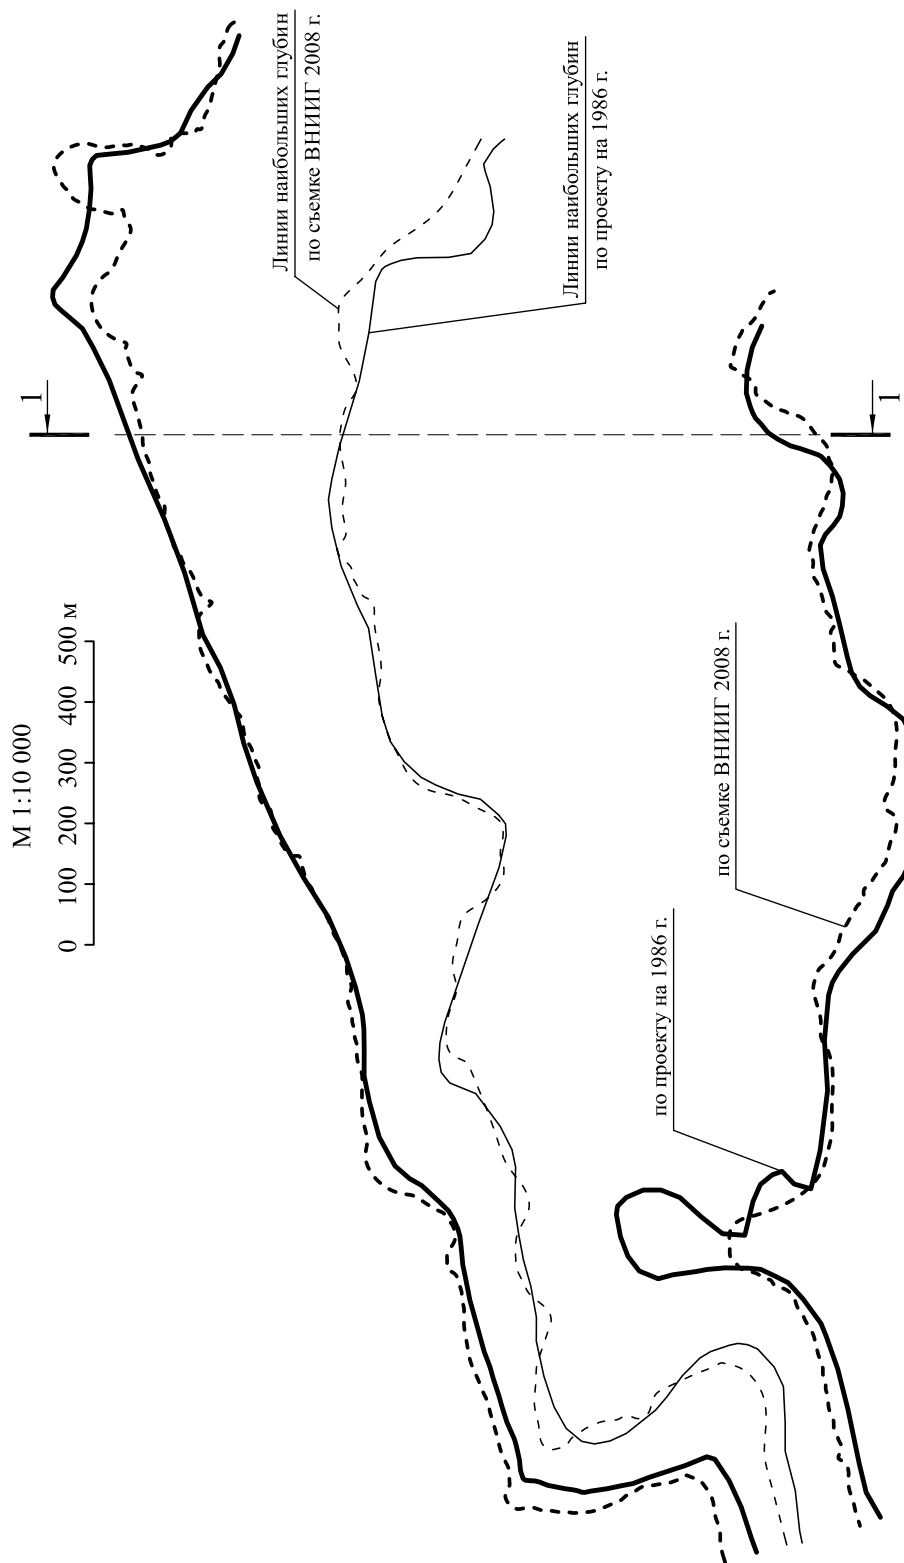 М 1:10 000
0 100 200 300 400 500 м
1
Линии наибольших глубин
по съемке ВНИИГ 2008 г.
Линии наибольших глубин
по проекту на 1986 г.
по проекту на 1986 г.
по съемке ВНИИГ 2008 г.
1